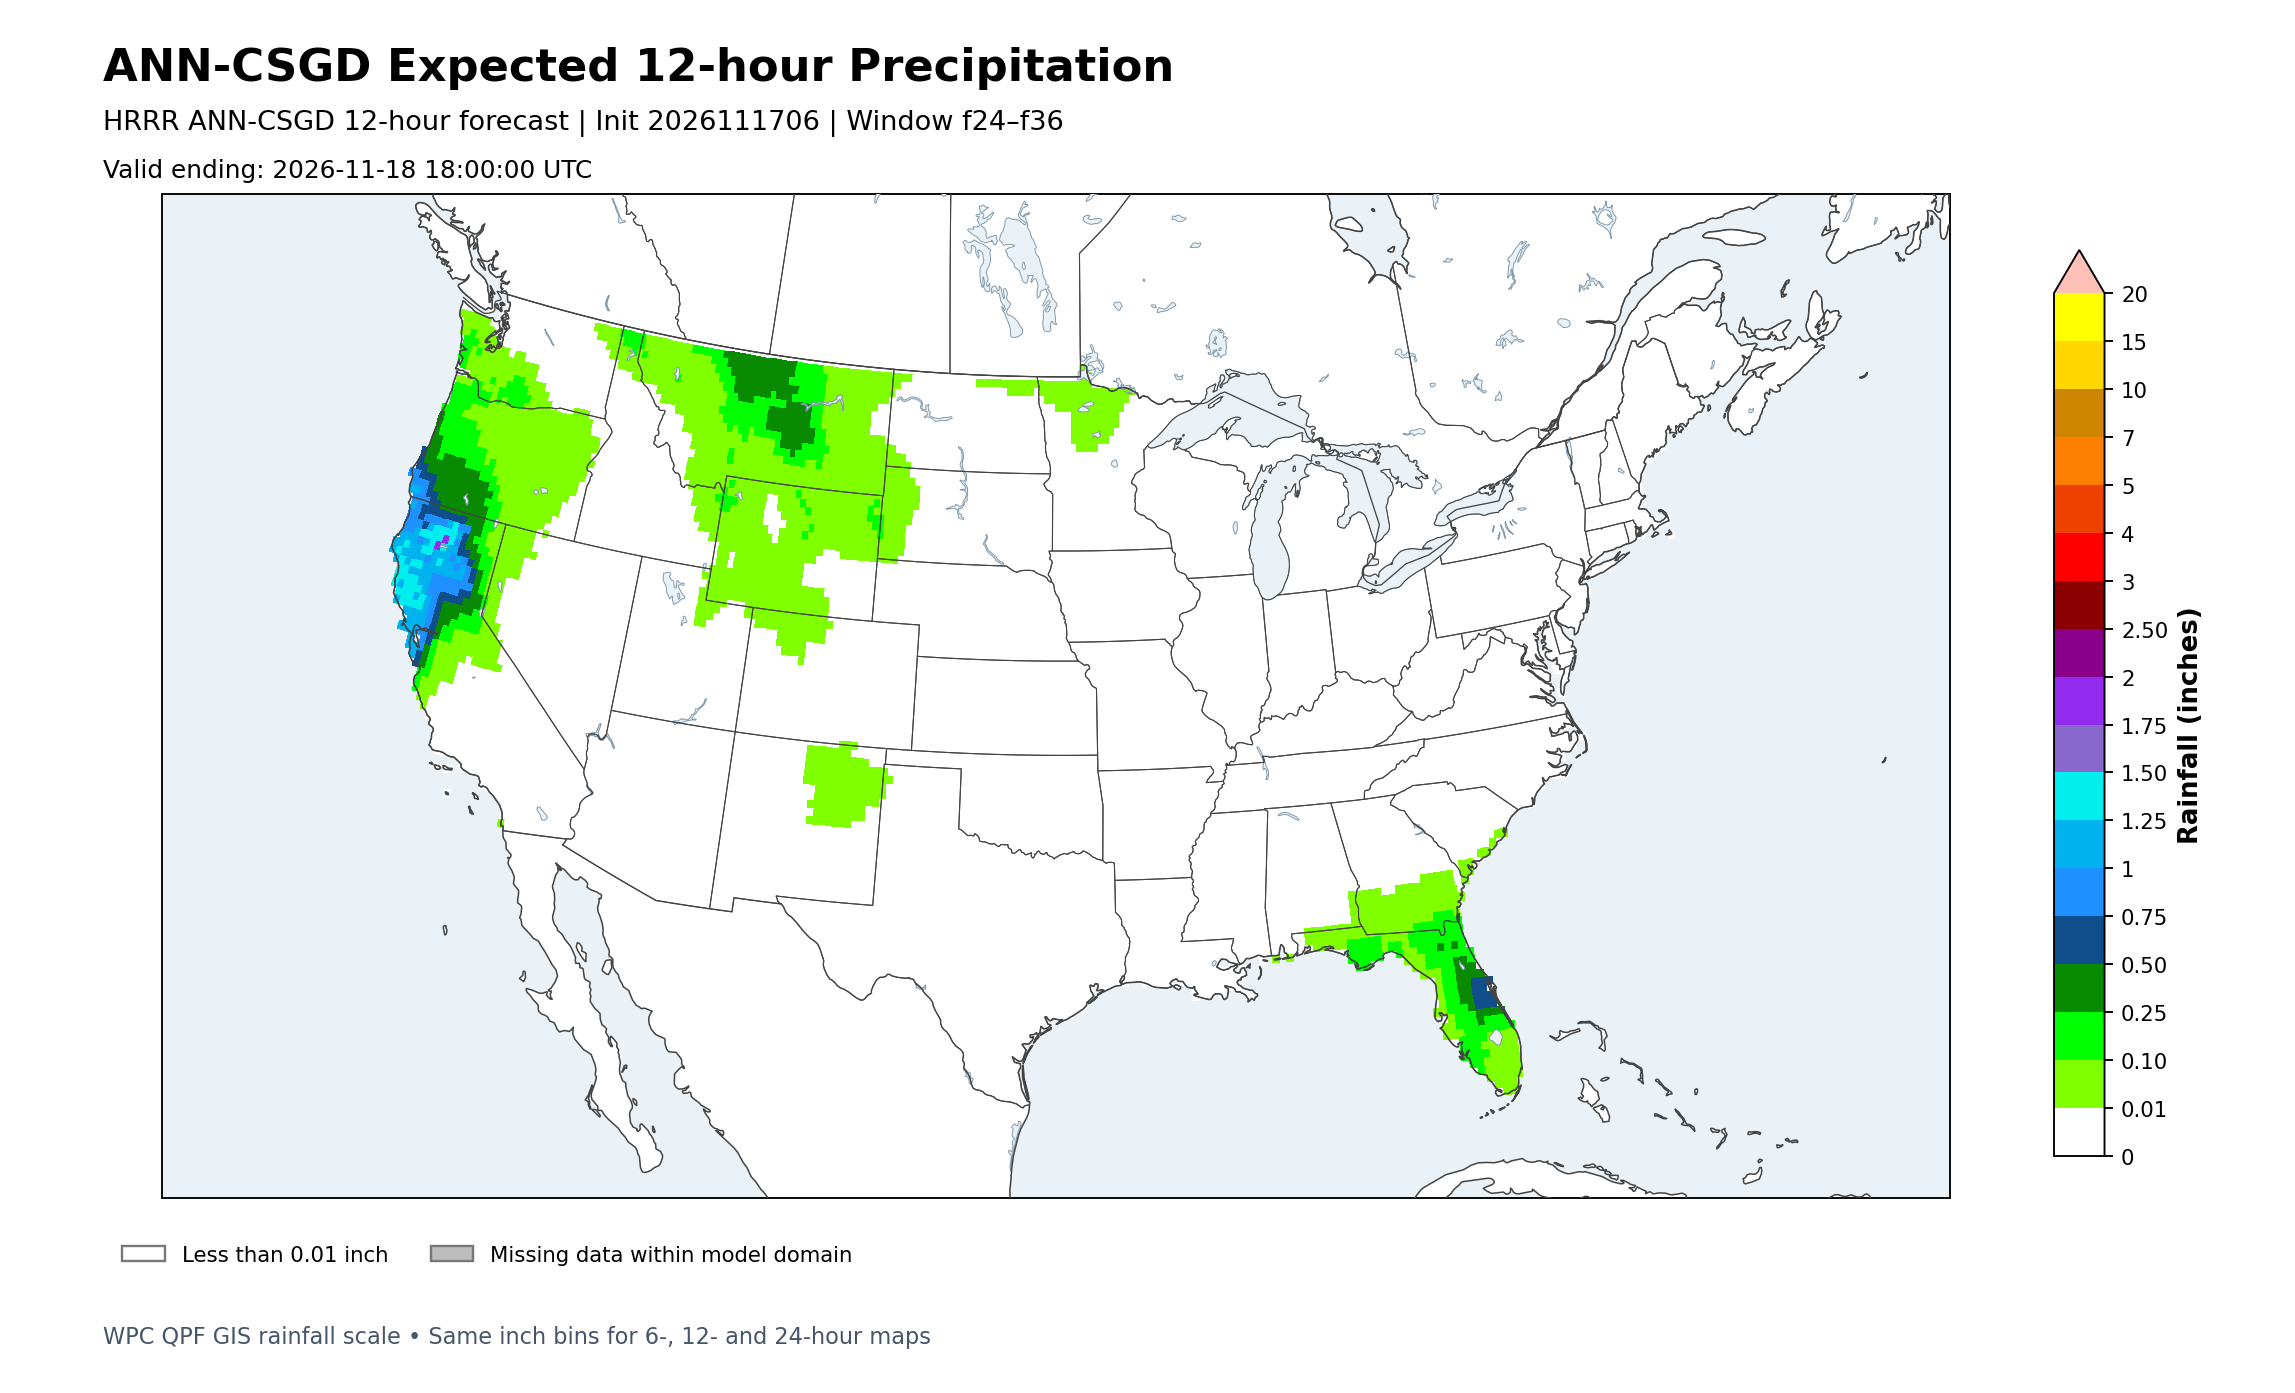 ANN-CSGD Expected 12-hour Precipitation
HRRR ANN-CSGD 12-hour forecast | Init 2026111706 | Window f24–f36
Valid ending: 2026-11-18 18:00:00 UTC
20
15
10
7
5
4
3
2.50
2
1.75
1.50
1.25
1
0.75
0.50
0.25
0.10
0.01
0
Rainfall (inches)
Less than 0.01 inch
Missing data within model domain
WPC QPF GIS rainfall scale • Same inch bins for 6-, 12- and 24-hour maps